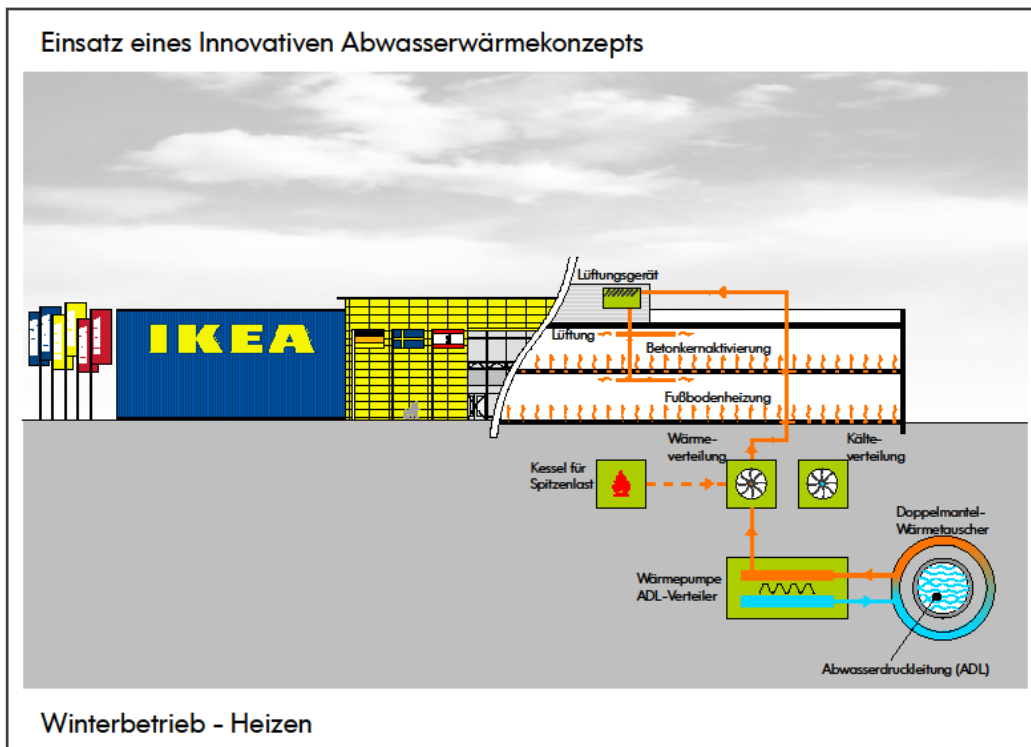 Einsatz eines Innovativen Abwasserwärmekonzepts
Lüftungsgerät
IKEA
Lüftung
Betonkernaktivierung
Fußbodenheizung
Wärme-
verteilung
Kälte-
verteilung
Kessel für
Spitzenlast
Doppelmantel-
Wärmetauscher
Wärmepumpe
ADL-Verteiler
Abwasserdruckleitung (ADL)
Winterbetrieb - Heizen